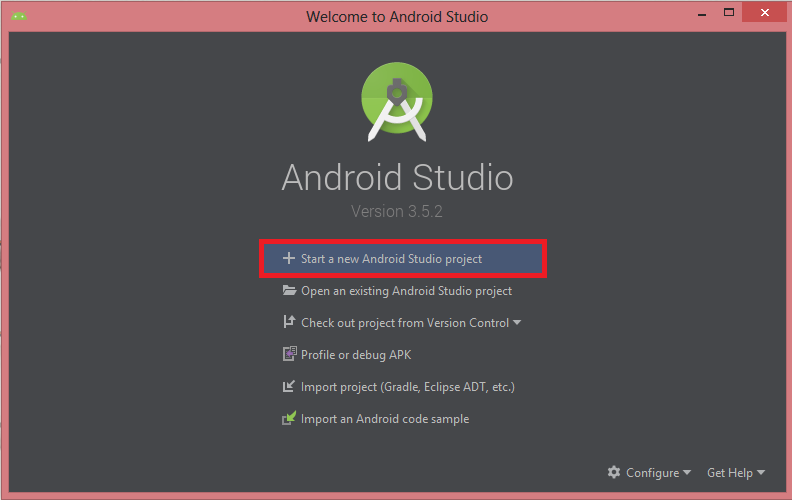 Welcome to Android Studio
Android Studio
Version 3.5.2
Start a new Android Studio project
Open an existing Android Studio project
Check out project from Version Control
Profile or debug APK
Import project (Gradle, Eclipse ADT, etc.)
Import an Android code sample
Configure Get Help